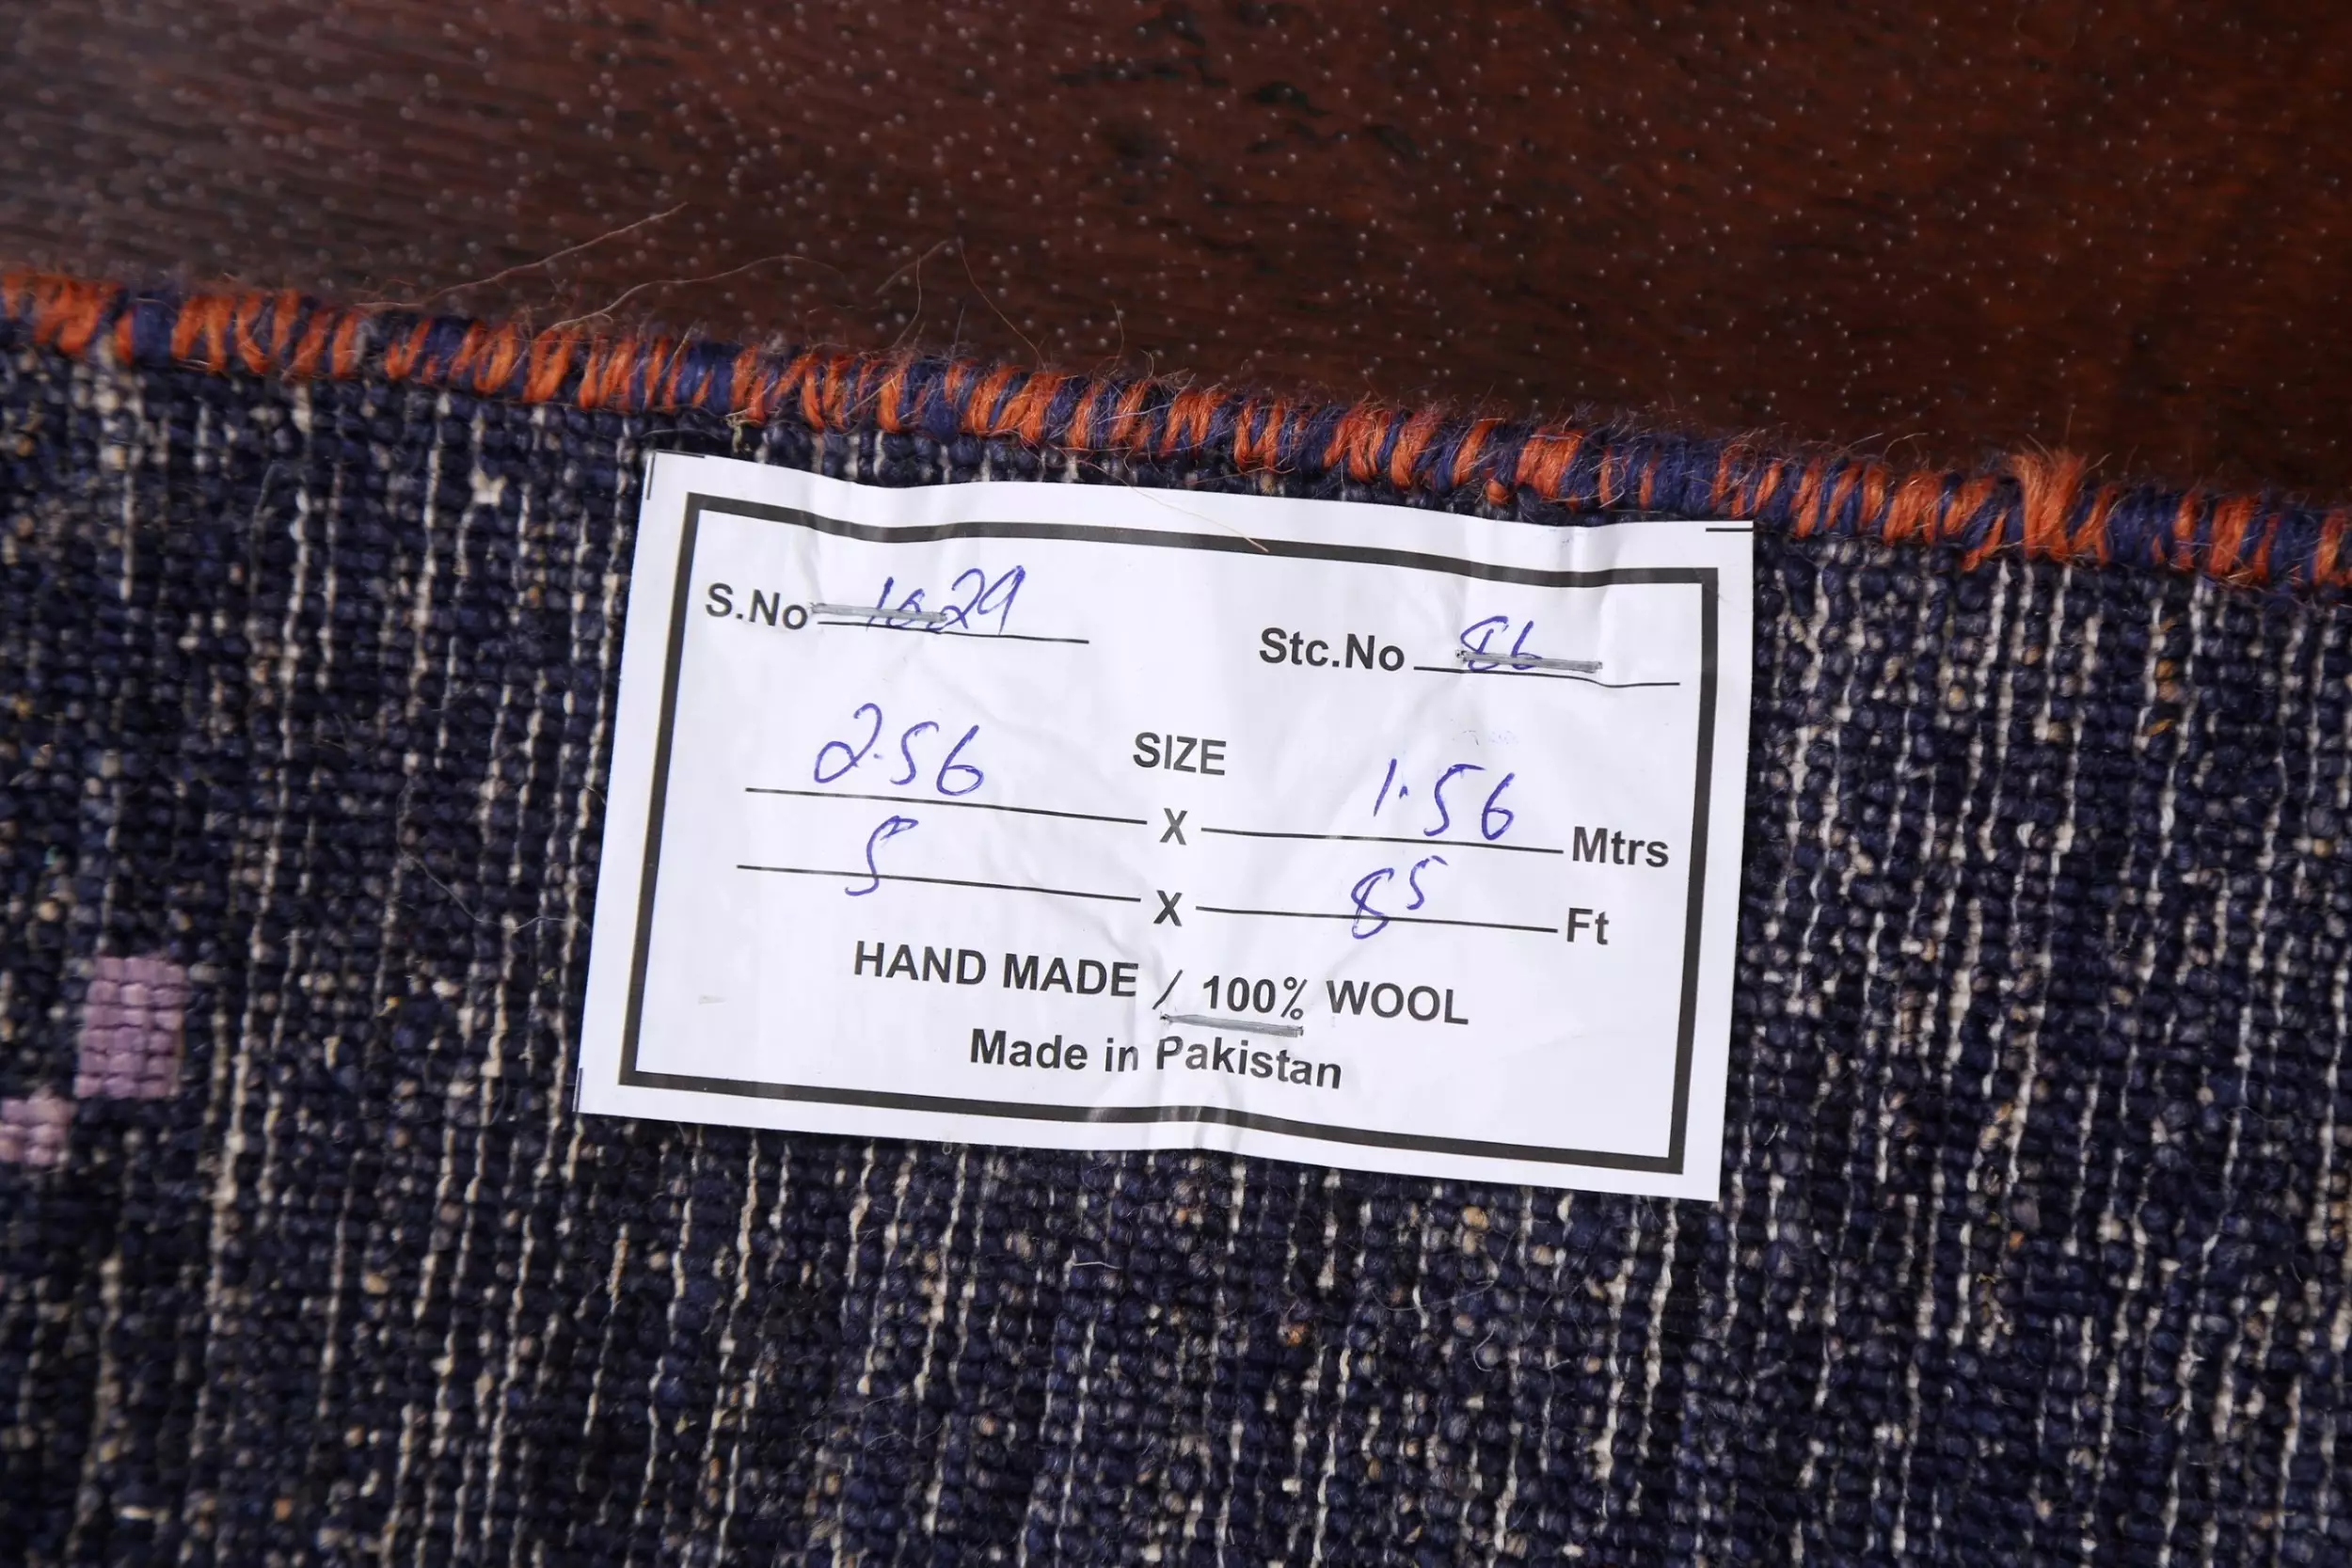 S.No 1029 Stc.No 86
SIZE
2.56 X 1.56 Mtrs
5 X 8 5 Ft
HAND MADE / 100% WOOL
Made in Pakistan